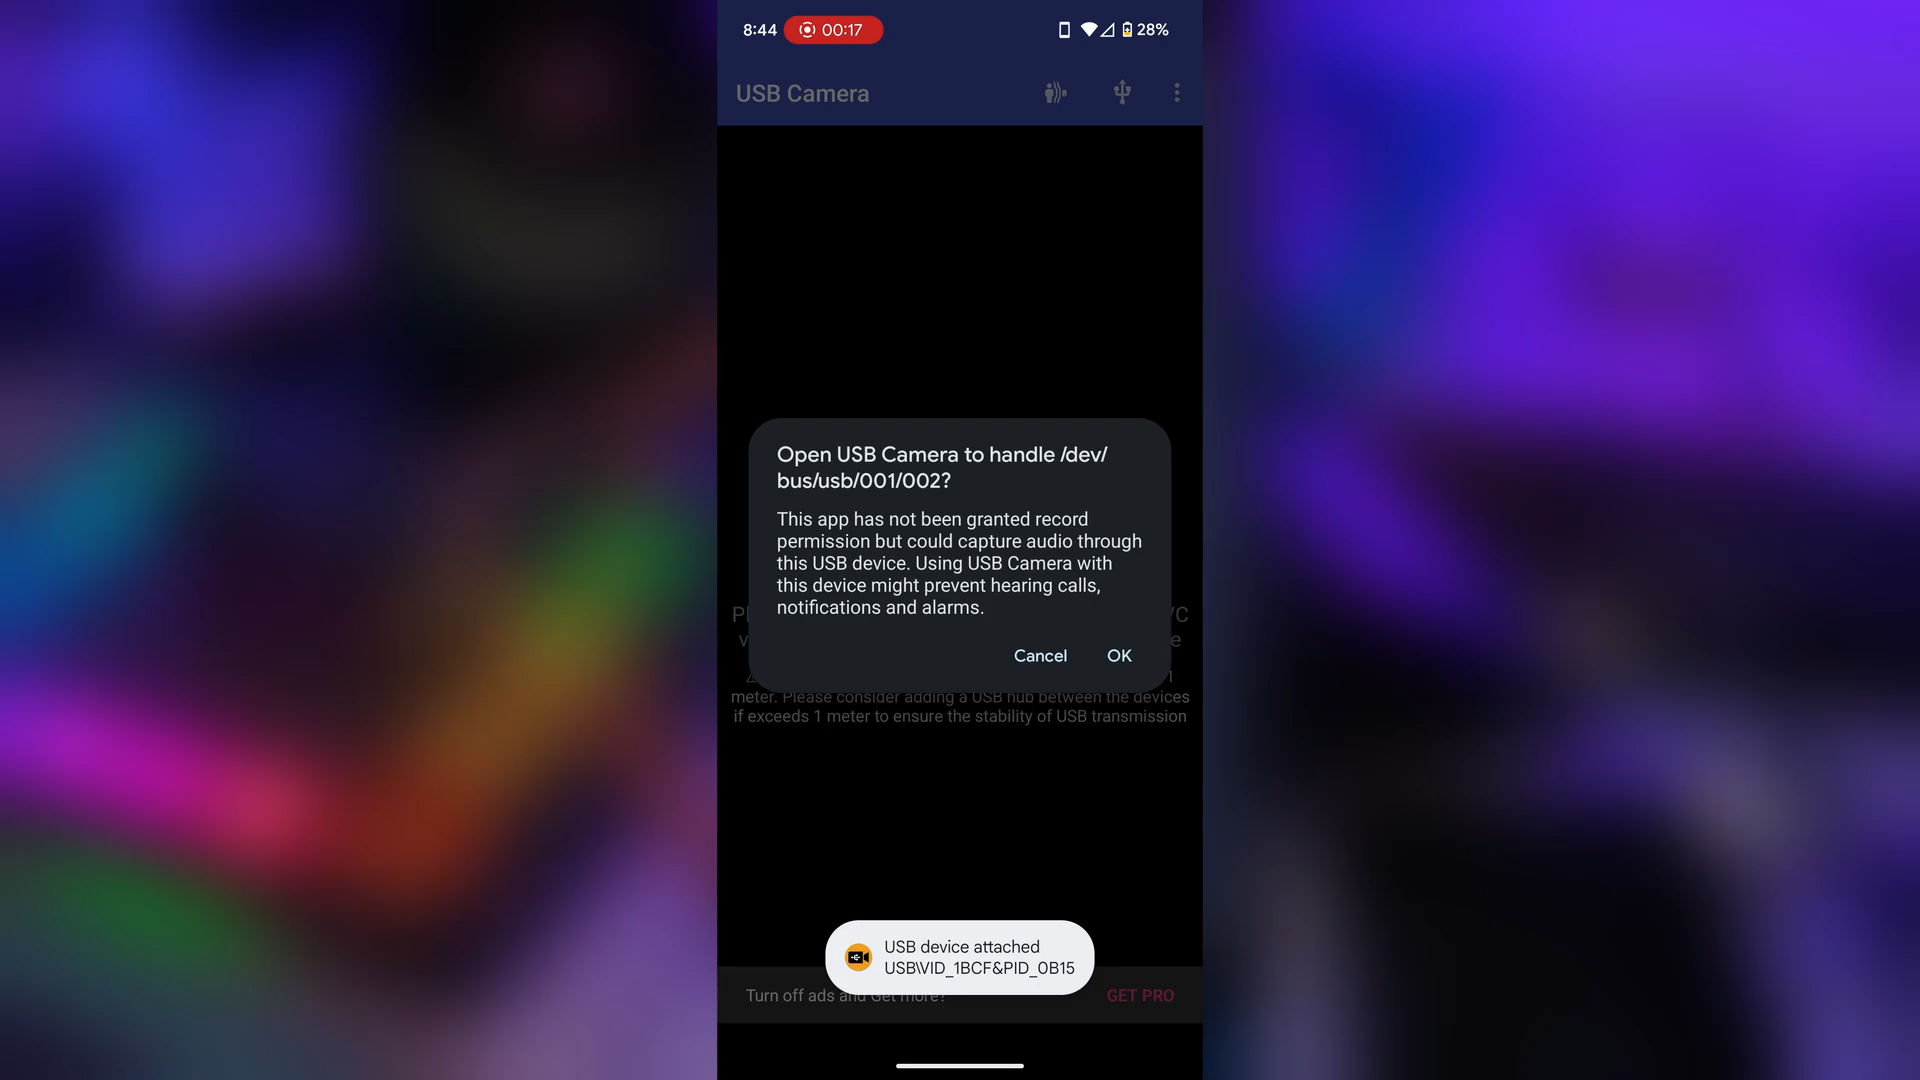 8:44
00:17
28%
USB Camera
Open USB Camera to handle /dev/
bus/usb/001/002?
This app has not been granted record
permission but could capture audio through
this USB device. Using USB Camera with
this device might prevent hearing calls,
notifications and alarms.
Cancel
OK
meter. Please consider adding a USB hub between the devices
if exceeds 1 meter to ensure the stability of USB transmission
USB device attached
USB\VID_1BCF&PID_0B15
Turn off ads and Get more?
GET PRO